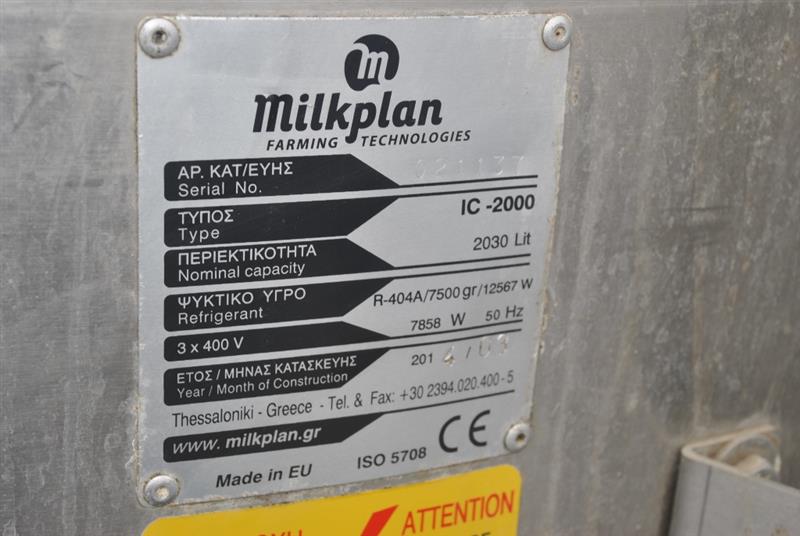 m
Milkplan
FARMING TECHNOLOGIES
ΑΡ. ΚΑΤ/ΕΥΗΣ
Serial No.
ΤΥΠΟΣ
Type
IC -2000
ΠΕΡΙΕΚΤΙΚΟΤΗΤΑ
Nominal capacity
2030 Lit
ΨΥΚΤΙΚΟ ΥΓΡΟ
Refrigerant
R-404A/7500 gr/12567 W
3 x 400 V
7858 W 50 Hz
ΕΤΟΣ / ΜΗΝΑΣ ΚΑΤΑΣΚΕΥΗΣ
Year / Month of Construction
2014/03
Thessaloniki - Greece - Tel. & Fax: +30 2394.020.400 - 5
www. milkplan.gr
Made in EU
ISO 5708
CE
ATTENTION